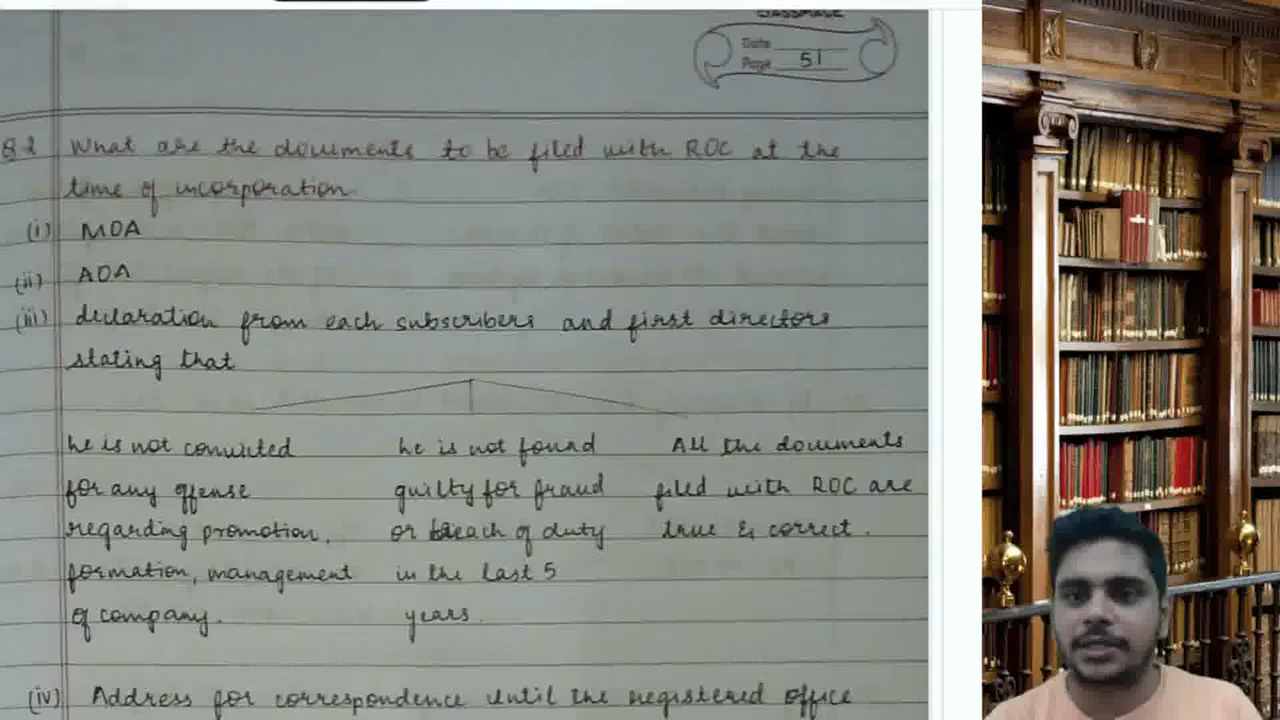 CLASSMATE
Date
Page 51
Q2 What are the documents to be filed with ROC at the
time of incorporation
(i) MOA
(ii) AOA
(iii) declaration from each subscribers and first directors
stating that
he is not convicted
for any offense
regarding promotion,
formation, management
of company.
he is not found
guilty for fraud
or breach of duty
in the last 5
years.
All the documents
filed with ROC are
true & correct.
(iv) Address for correspondence until the registered office